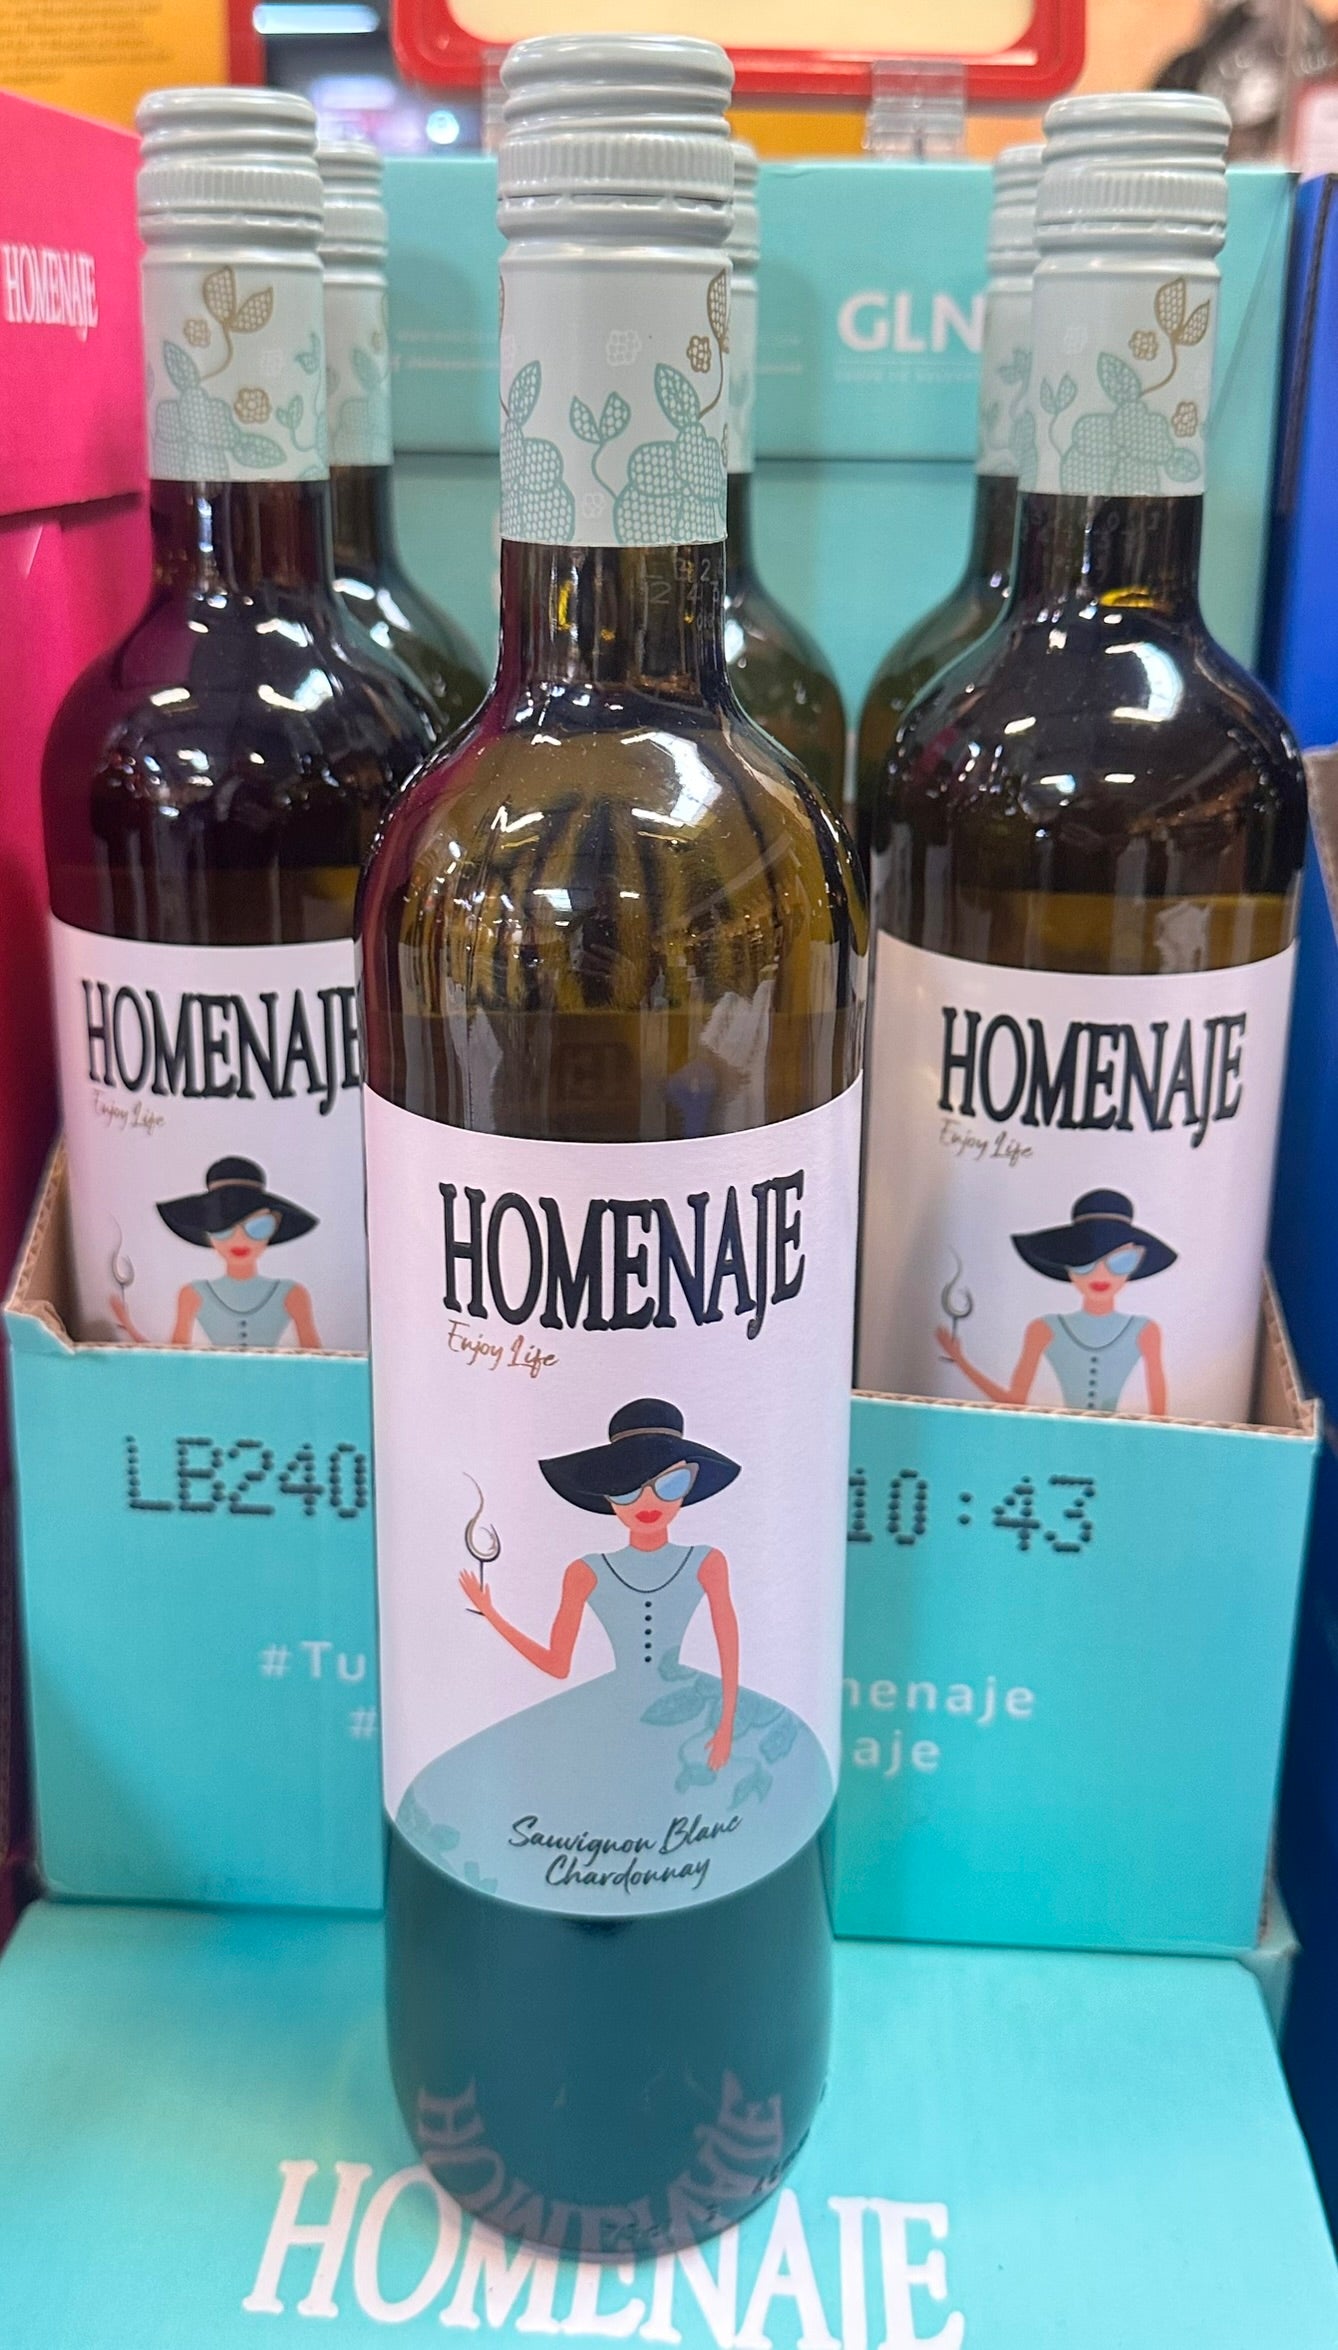 HOMENAJE
GLN
HOMENAJE
Enjoy Life
HOMENAJE
Enjoy Life
HOMENAJE
Enjoy Life
Sauvignon Blanc
Chardonnay
LB240
10:43
#Tu
menaje
#
aje
HOMENAJE